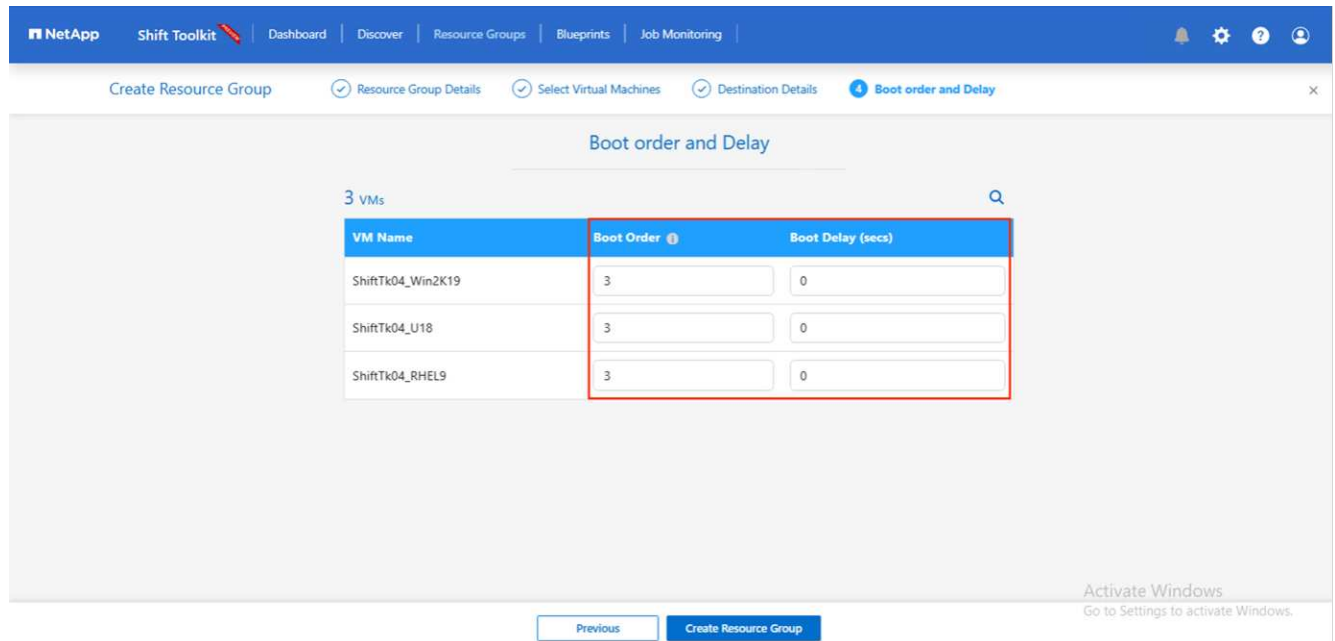 NetApp Shift Toolkit Dashboard Discover Resource Groups Blueprints Job Monitoring
Create Resource Group Resource Group Details Select Virtual Machines Destination Details 4 Boot order and Delay
Boot order and Delay
3 VMs
VM Name Boot Order Boot Delay (secs)
ShiftTk04_Win2K19 3 0
ShiftTk04_U18 3 0
ShiftTk04_RHEL9 3 0
Activate Windows
Go to Settings to activate Windows.
Previous Create Resource Group